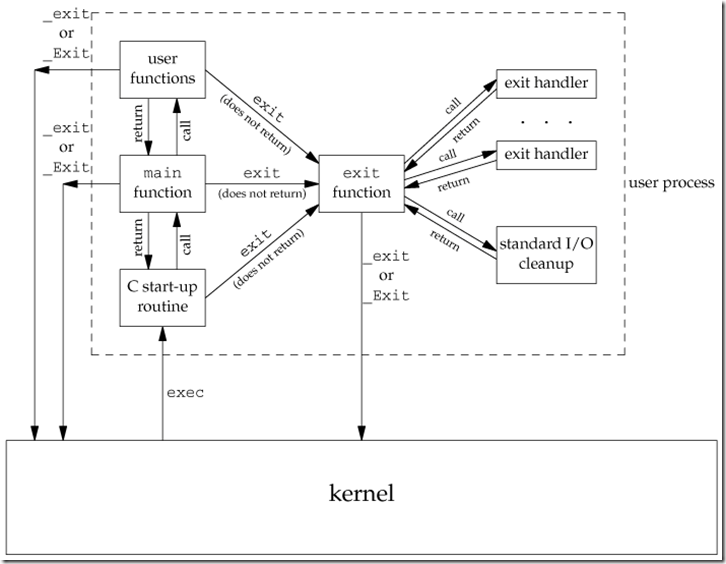 _exit
or
_Exit
user
functions
exit
(does not return)
exit handler
call
return
. . .
return
call
_exit
or
_Exit
main
function
exit
(does not return)
exit
function
call
return
exit handler
user process
return
call
exit
(does not return)
call
return
standard I/O
cleanup
C start-up
routine
_exit
or
_Exit
exec
kernel